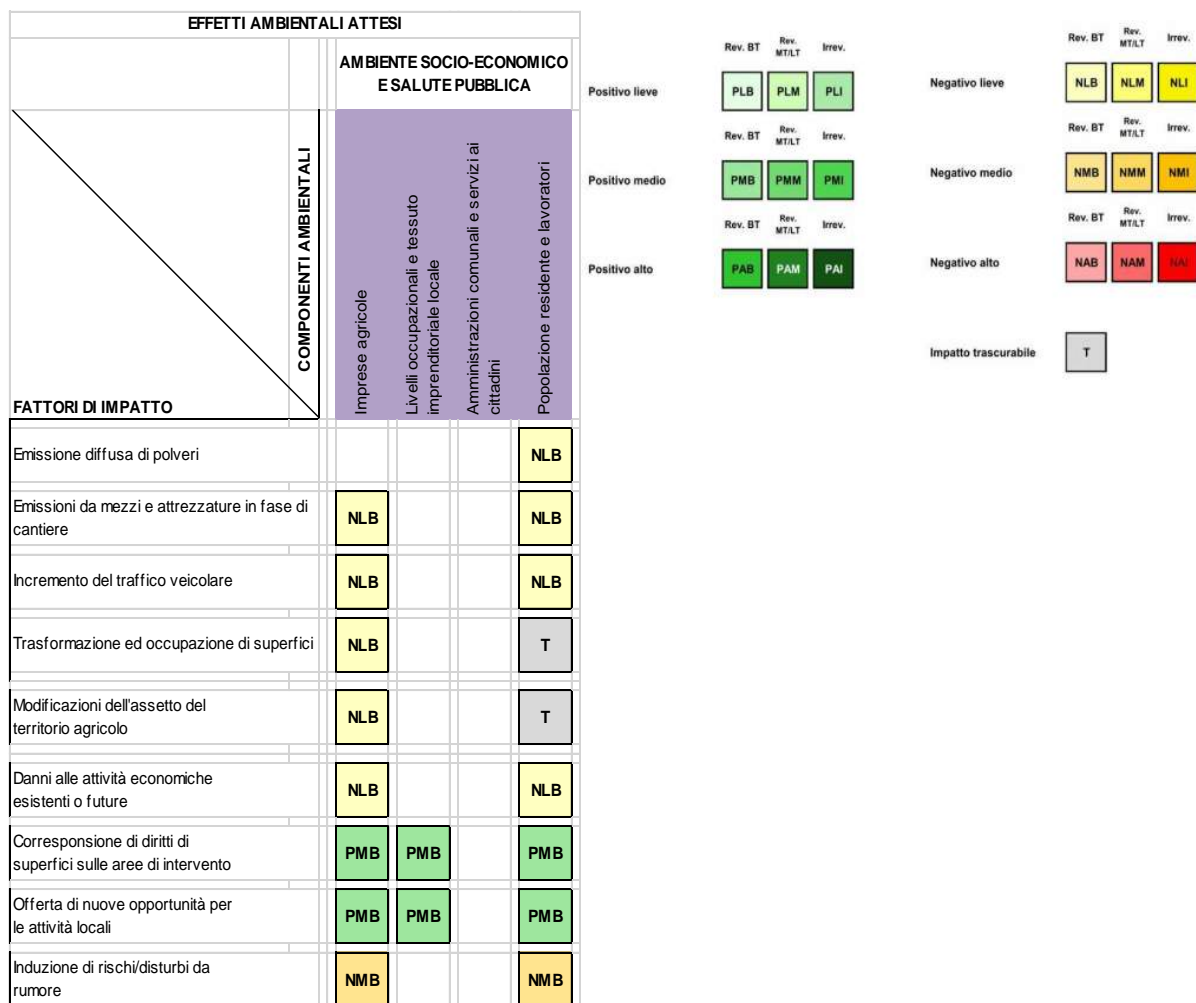 EFFETTI AMBIENTALI ATTESI
AMBIENTE SOCIO-ECONOMICO
E SALUTE PUBBLICA
COMPONENTI AMBIENTALI
Imprese agricole
Livelli occupazionali e tessuto
imprenditoriale locale
Amministrazioni comunali e servizi ai
cittadini
Popolazione residente e lavoratori
FATTORI DI IMPATTO
Emissione diffusa di polveri
NLB
Emissioni da mezzi e attrezzature in fase di
cantiere
NLB NLB
Incremento del traffico veicolare
NLB NLB
Trasformazione ed occupazione di superfici
NLB T
Modificazioni dell'assetto del
territorio agricolo
NLB T
Danni alle attività economiche
esistenti o future
NLB NLB
Corresponsione di diritti di
superfici sulle aree di intervento
PMB PMB PMB
Offerta di nuove opportunità per
le attività locali
PMB PMB PMB
Induzione di rischi/disturbi da
rumore
NMB NMB
Rev. BT Rev. MT/LT Irrev.
Positivo lieve PLB PLM PLI
Rev. BT Rev. MT/LT Irrev.
Positivo medio PMB PMM PMI
Rev. BT Rev. MT/LT Irrev.
Positivo alto PAB PAM PAI
Rev. BT Rev. MT/LT Irrev.
Negativo lieve NLB NLM NLI
Rev. BT Rev. MT/LT Irrev.
Negativo medio NMB NMM NMI
Rev. BT Rev. MT/LT Irrev.
Negativo alto NAB NAM NAI
Impatto trascurabile T